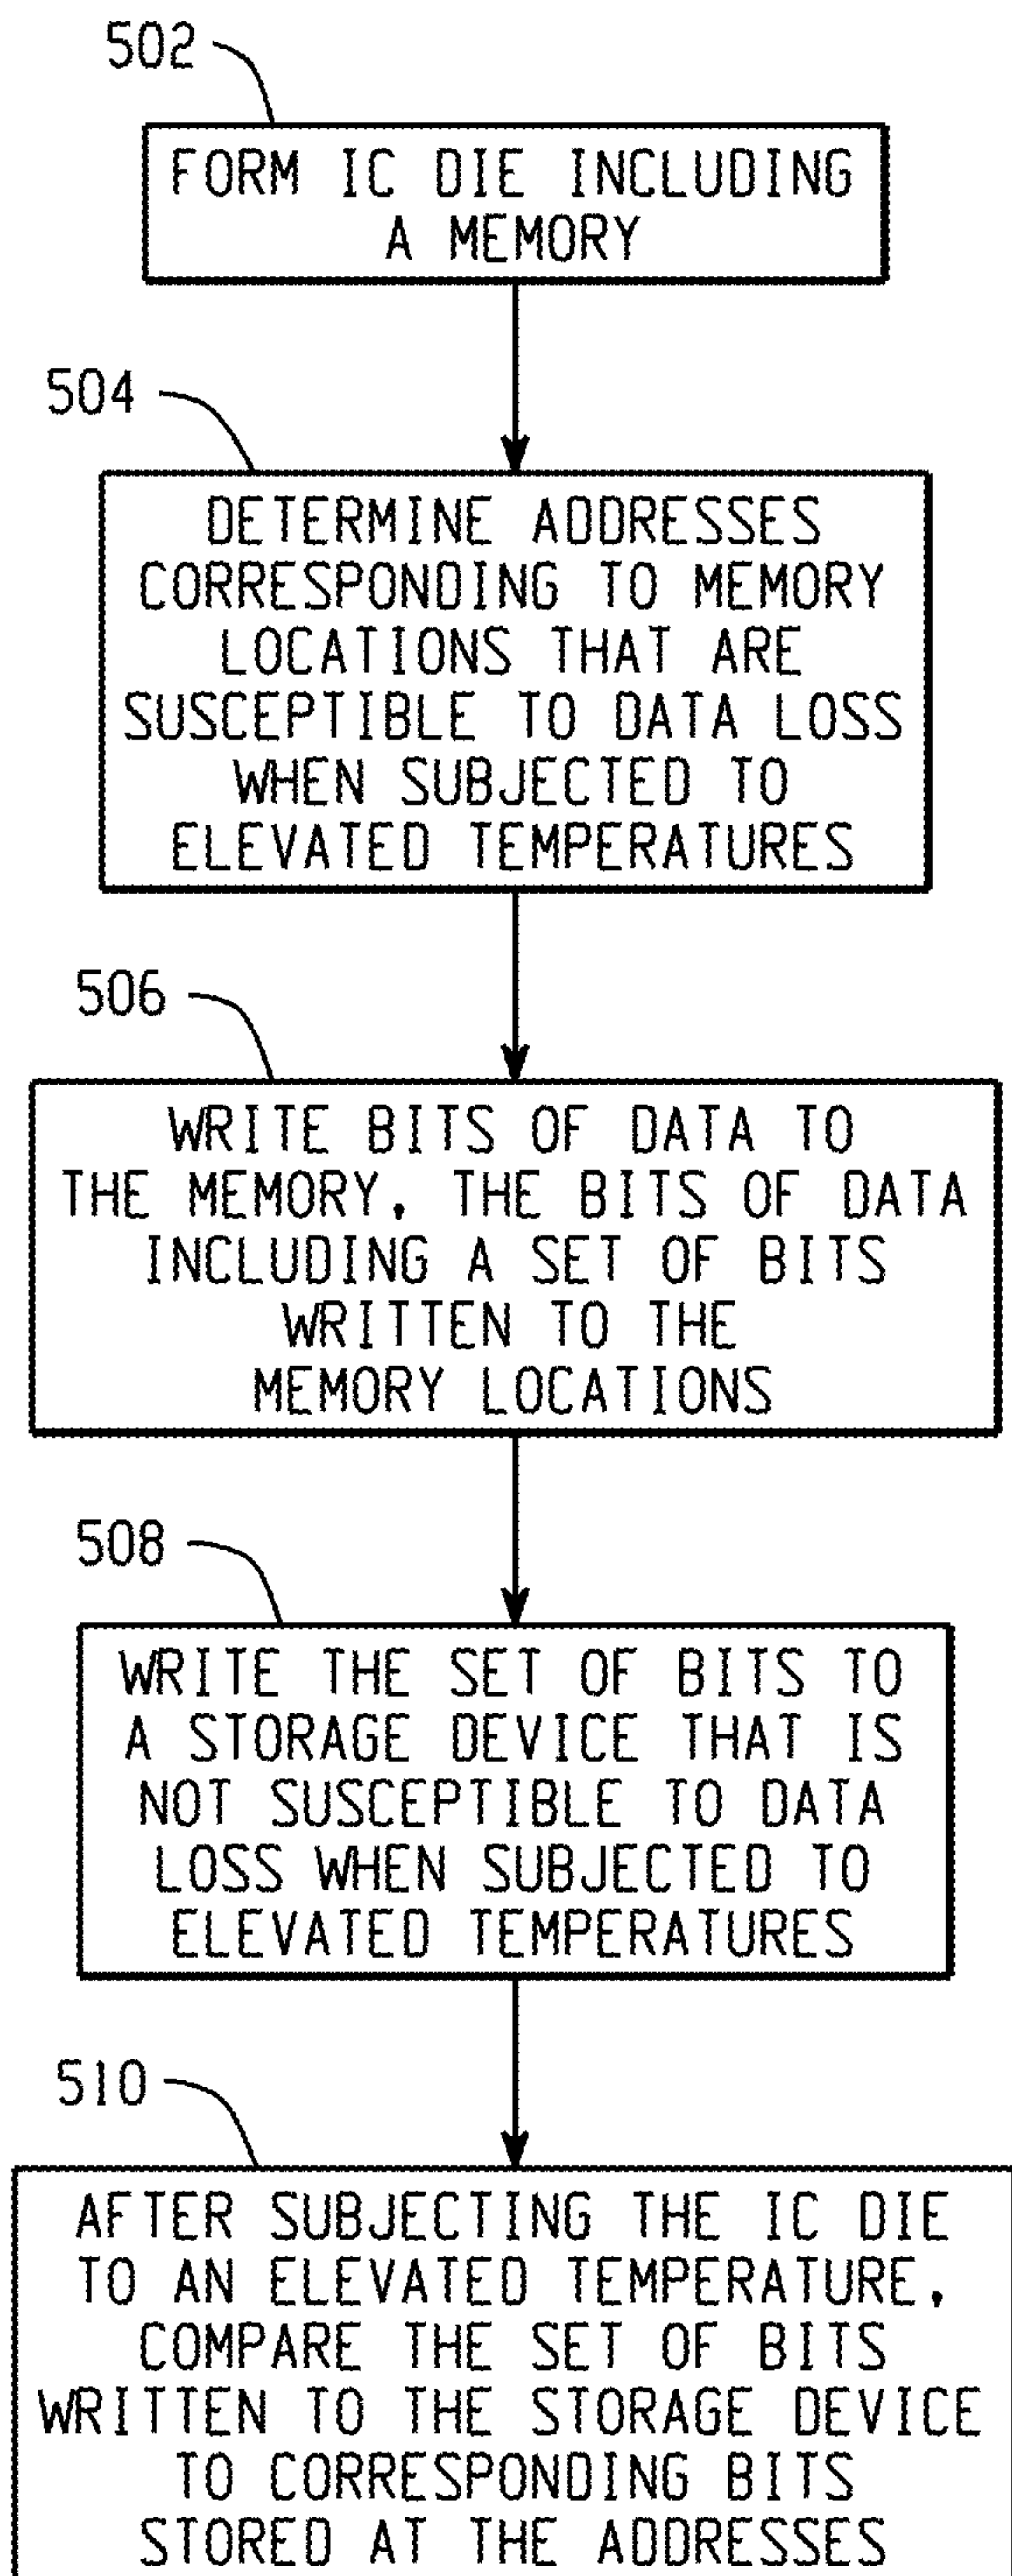 502
FORM IC DIE INCLUDING
A MEMORY
504
DETERMINE ADDRESSES
CORRESPONDING TO MEMORY
LOCATIONS THAT ARE
SUSCEPTIBLE TO DATA LOSS
WHEN SUBJECTED TO
ELEVATED TEMPERATURES
506
WRITE BITS OF DATA TO
THE MEMORY, THE BITS OF DATA
INCLUDING A SET OF BITS
WRITTEN TO THE
MEMORY LOCATIONS
508
WRITE THE SET OF BITS TO
A STORAGE DEVICE THAT IS
NOT SUSCEPTIBLE TO DATA
LOSS WHEN SUBJECTED TO
ELEVATED TEMPERATURES
510
AFTER SUBJECTING THE IC DIE
TO AN ELEVATED TEMPERATURE,
COMPARE THE SET OF BITS
WRITTEN TO THE STORAGE DEVICE
TO CORRESPONDING BITS
STORED AT THE ADDRESSES